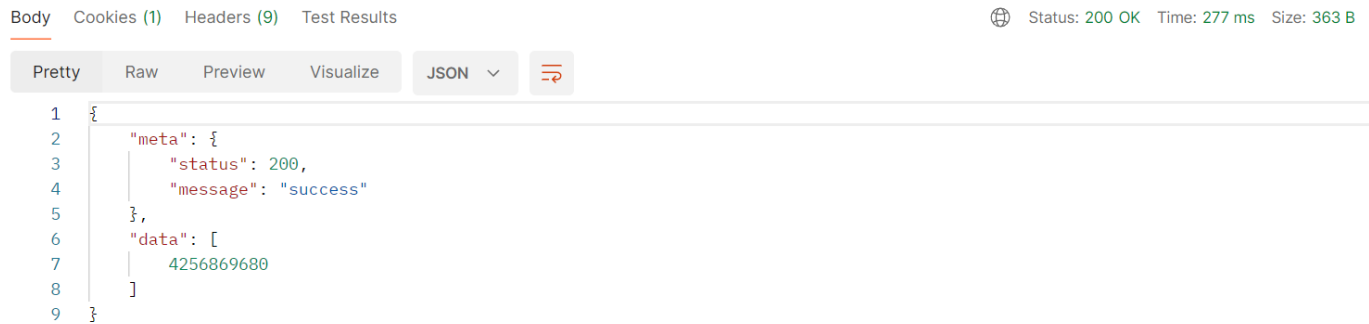 Body Cookies (1) Headers (9) Test Results Status: 200 OK Time: 277 ms Size: 363 B
Pretty Raw Preview Visualize JSON
1 {
2 "meta": {
3 "status": 200,
4 "message": "success"
5 },
6 "data": [
7 4256869680
8 ]
9 }